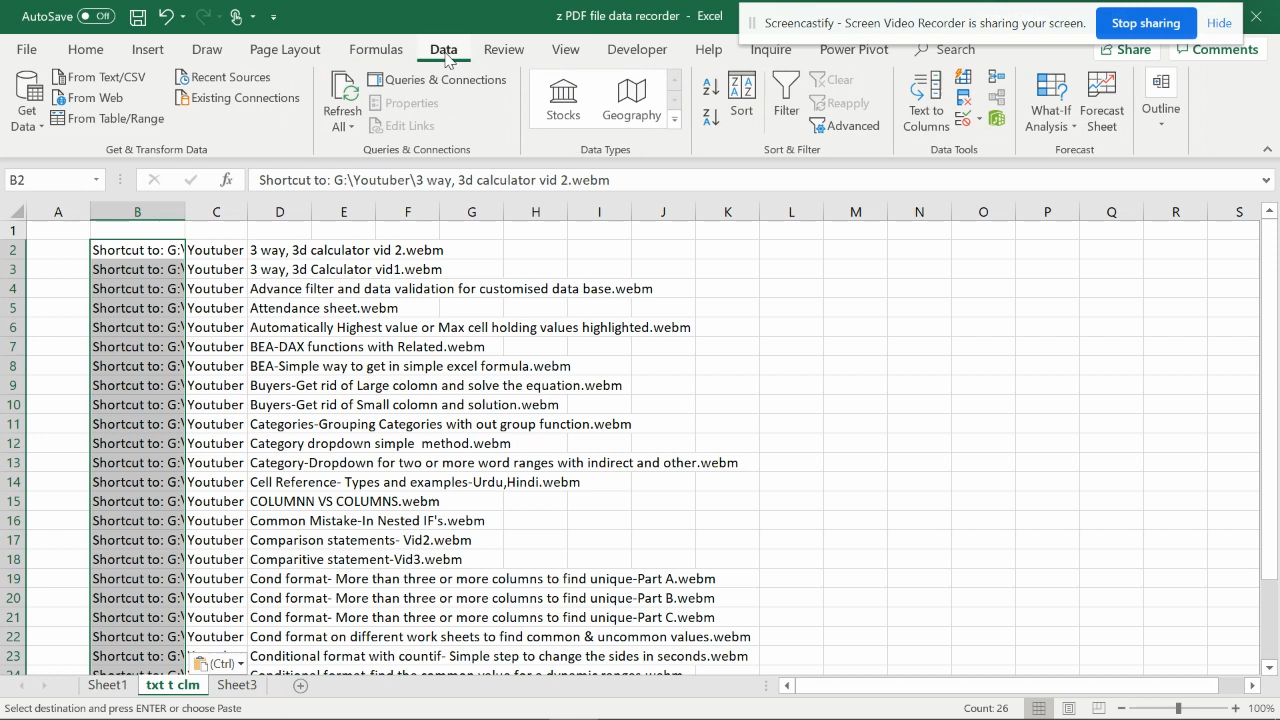 AutoSave Off z PDF file data recorder - Excel
Screencastify - Screen Video Recorder is sharing your screen. Stop sharing Hide
File Home Insert Draw Page Layout Formulas Data Review View Developer Help Inquire Power Pivot Search Share Comments
Get Data
From Text/CSV
From Web
From Table/Range
Recent Sources
Existing Connections
Get & Transform Data
Refresh All
Queries & Connections
Properties
Edit Links
Queries & Connections
Stocks
Geography
Data Types
Sort
Filter
Clear
Reapply
Advanced
Sort & Filter
Text to Columns
Data Tools
What-If Analysis
Forecast Sheet
Forecast
Outline
B2 fx Shortcut to: G:\Youtuber\3 way, 3d calculator vid 2.webm
A B C D E F G H I J K L M N O P Q R S
1
2 Shortcut to: G:\ Youtuber 3 way, 3d calculator vid 2.webm
3 Shortcut to: G:\ Youtuber 3 way, 3d Calculator vid1.webm
4 Shortcut to: G:\ Youtuber Advance filter and data validation for customised data base.webm
5 Shortcut to: G:\ Youtuber Attendance sheet.webm
6 Shortcut to: G:\ Youtuber Automatically Highest value or Max cell holding values highlighted.webm
7 Shortcut to: G:\ Youtuber BEA-DAX functions with Related.webm
8 Shortcut to: G:\ Youtuber BEA-Simple way to get in simple excel formula.webm
9 Shortcut to: G:\ Youtuber Buyers-Get rid of Large colomn and solve the equation.webm
10 Shortcut to: G:\ Youtuber Buyers-Get rid of Small colomn and solution.webm
11 Shortcut to: G:\ Youtuber Categories-Grouping Categories with out group function.webm
12 Shortcut to: G:\ Youtuber Category dropdown simple  method.webm
13 Shortcut to: G:\ Youtuber Category-Dropdown for two or more word ranges with indirect and other.webm
14 Shortcut to: G:\ Youtuber Cell Reference- Types and examples-Urdu,Hindi.webm
15 Shortcut to: G:\ Youtuber COLUMNN VS COLUMNS.webm
16 Shortcut to: G:\ Youtuber Common Mistake-In Nested IF's.webm
17 Shortcut to: G:\ Youtuber Comparison statements- Vid2.webm
18 Shortcut to: G:\ Youtuber Comparitive statement-Vid3.webm
19 Shortcut to: G:\ Youtuber Cond format- More than three or more columns to find unique-Part A.webm
20 Shortcut to: G:\ Youtuber Cond format- More than three or more columns to find unique-Part B.webm
21 Shortcut to: G:\ Youtuber Cond format- More than three or more columns to find unique-Part C.webm
22 Shortcut to: G:\ Youtuber Cond format on different work sheets to find common & uncommon values.webm
23 Shortcut to: G:\ Conditional format with countif- Simple step to change the sides in seconds.webm
(Ctrl)
24 Shortcut to: G:\ Conditional format-find the common value for a dynamic ranges.webm
Sheet1 txt t clm Sheet3
Select destination and press ENTER or choose Paste Count: 26 100%